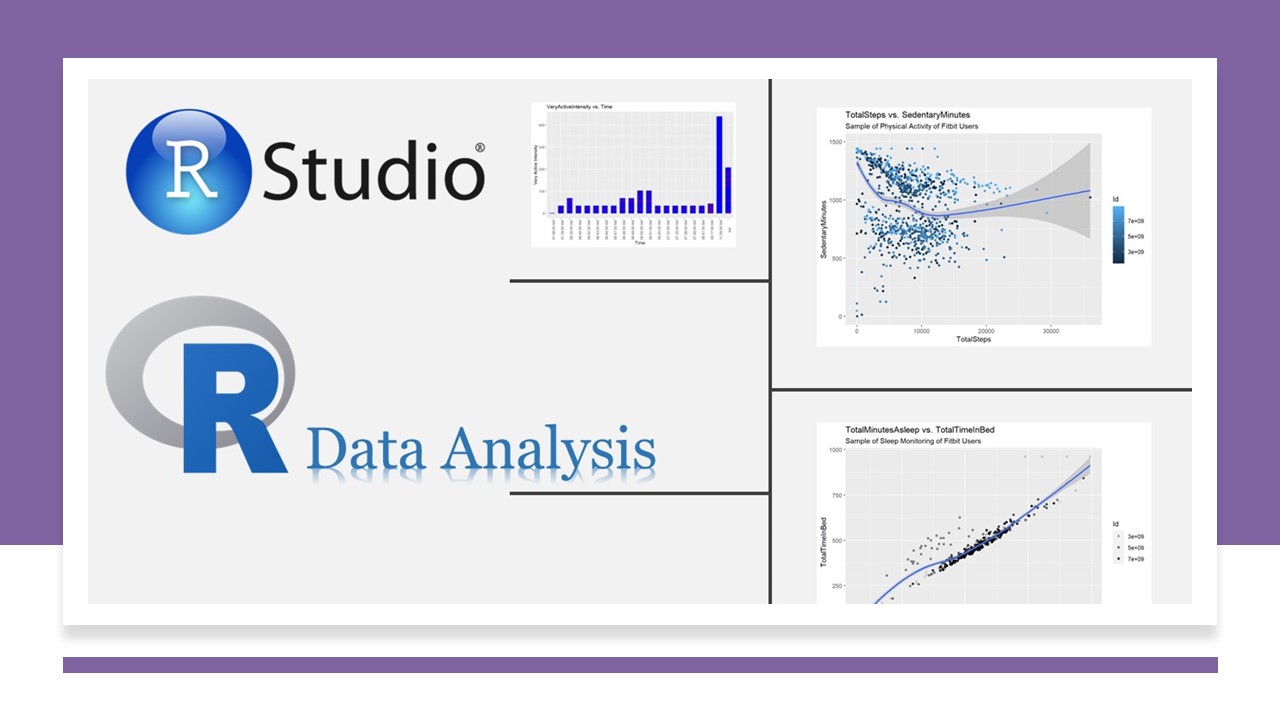 R Studio®
R Data Analysis
VeryActiveIntensity vs. Time
Very Active Intensity
Time
TotalSteps vs. SedentaryMinutes
Sample of Physical Activity of Fitbit Users
SedentaryMinutes
1500
1000
500
0
0 10000 20000 30000
TotalSteps
Id
7e+09
5e+09
3e+09
TotalMinutesAsleep vs. TotalTimeInBed
Sample of Sleep Monitoring of Fitbit Users
TotalTimeInBed
1000
750
500
250
Id
3e+09
5e+09
7e+09